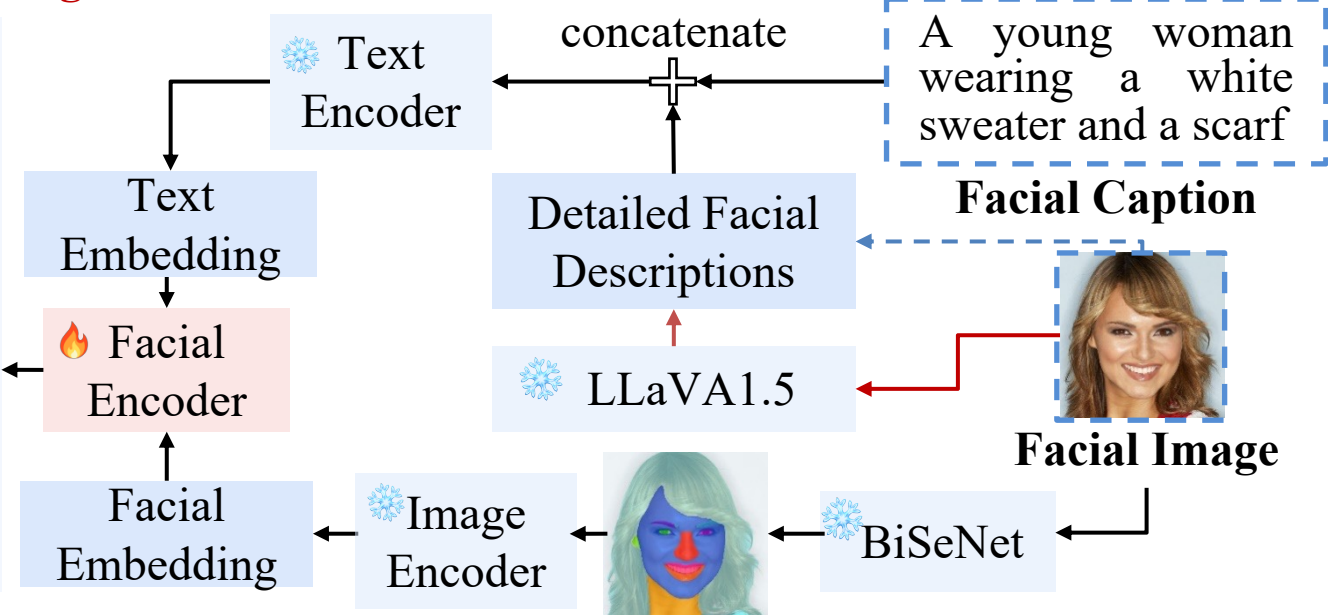 concatenate
A young woman
wearing a white
sweater and a scarf
Facial Caption
Text
Encoder
Text
Embedding
Detailed Facial
Descriptions
Facial
Encoder
LLaVA1.5
Facial Image
Facial
Embedding
Image
Encoder
BiSeNet